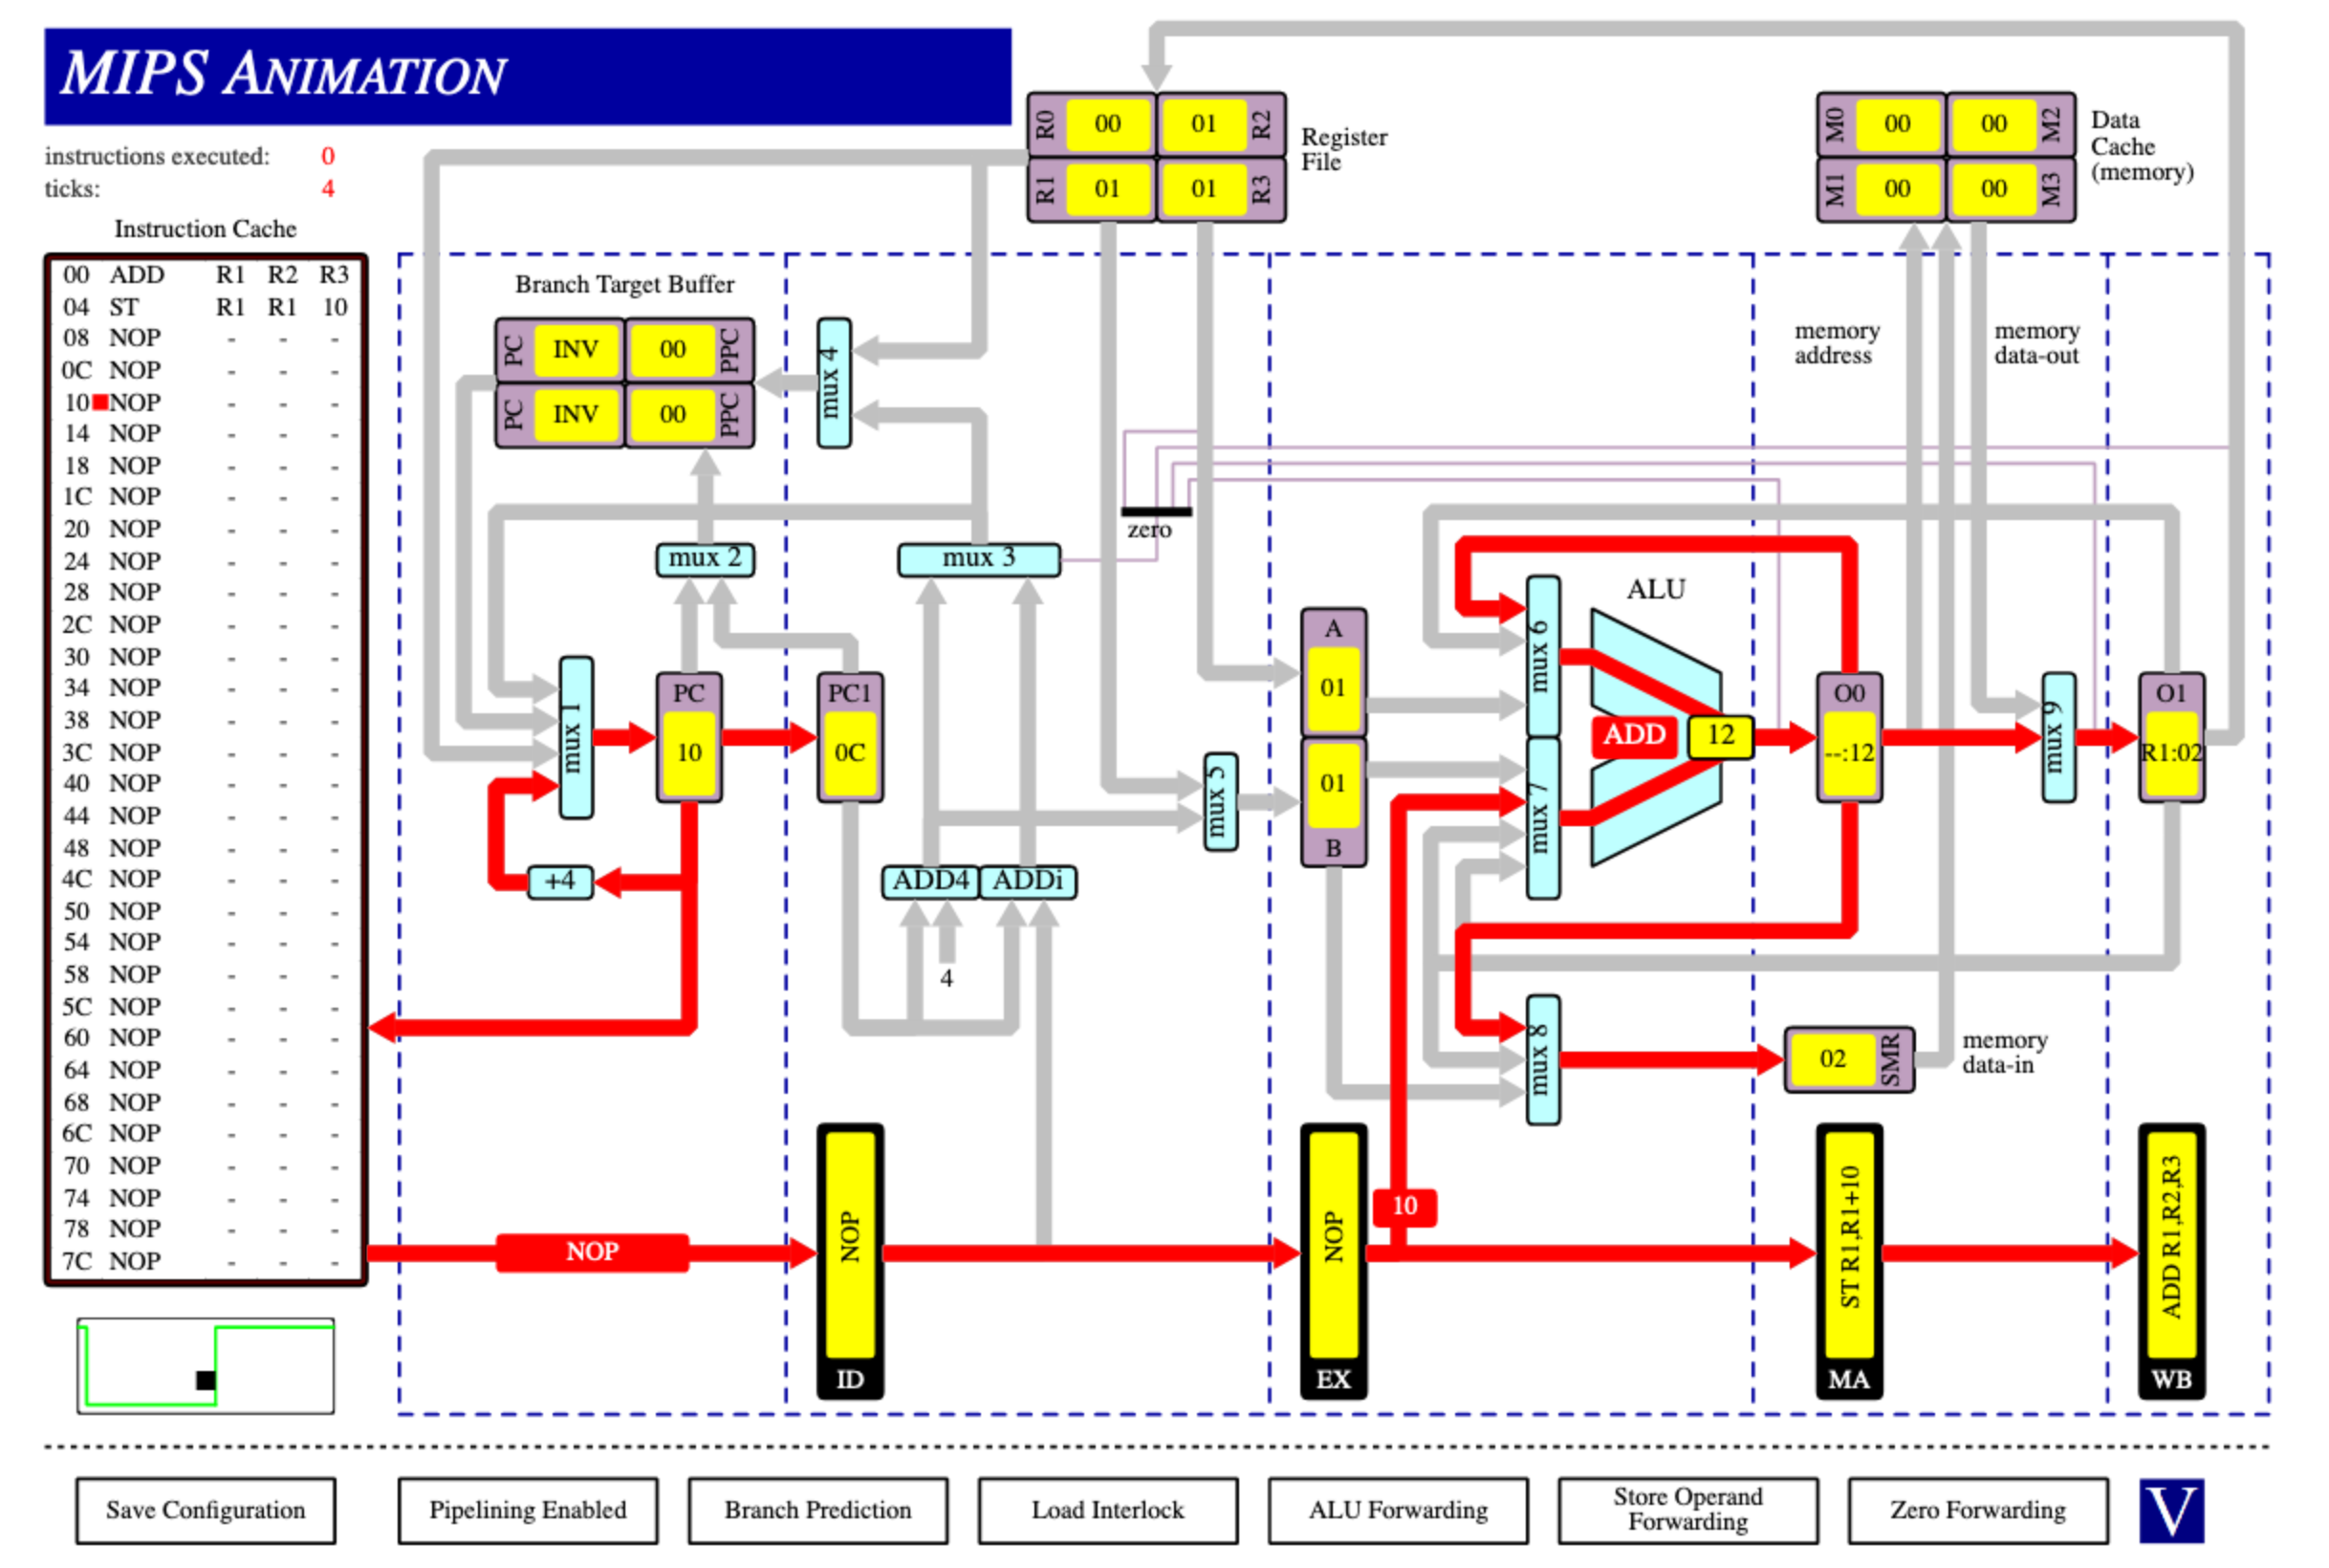 MIPS ANIMATION
instructions executed: 0
ticks: 4
Instruction Cache
00 ADD R1 R2 R3
04 ST R1 R1 10
08 NOP - - -
0C NOP - - -
10 NOP - - -
14 NOP - - -
18 NOP - - -
1C NOP - - -
20 NOP - - -
24 NOP - - -
28 NOP - - -
2C NOP - - -
30 NOP - - -
34 NOP - - -
38 NOP - - -
3C NOP - - -
40 NOP - - -
44 NOP - - -
48 NOP - - -
4C NOP - - -
50 NOP - - -
54 NOP - - -
58 NOP - - -
5C NOP - - -
60 NOP - - -
64 NOP - - -
68 NOP - - -
6C NOP - - -
70 NOP - - -
74 NOP - - -
78 NOP - - -
7C NOP - - -
R0 00 01 R2
R1 01 01 R3
Register
File
M0 00 00 M2
M1 00 00 M3
Data
Cache
(memory)
Branch Target Buffer
PC INV 00 PPC
PC INV 00 PPC
mux 4
memory
address
memory
data-out
zero
mux 2
mux 3
ALU
mux 1
PC
10
PC1
0C
mux 5
A
01
01
B
mux 6
mux 7
ADD
12
O0
--:12
mux 9
O1
R1:02
+4
ADD4
ADDi
4
mux 8
02 SMR
memory
data-in
10
NOP
NOP
ID
NOP
EX
ST R1,R1+10
MA
ADD R1,R2,R3
WB
Save Configuration
Pipelining Enabled
Branch Prediction
Load Interlock
ALU Forwarding
Store Operand
Forwarding
Zero Forwarding
V